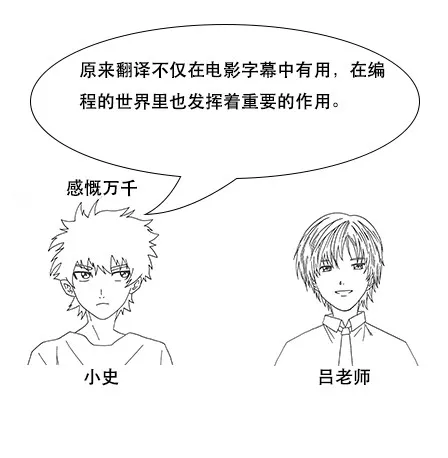 原来翻译不仅在电影字幕中有用，在编
程的世界里也发挥着重要的作用。
感慨万千
小史
吕老师